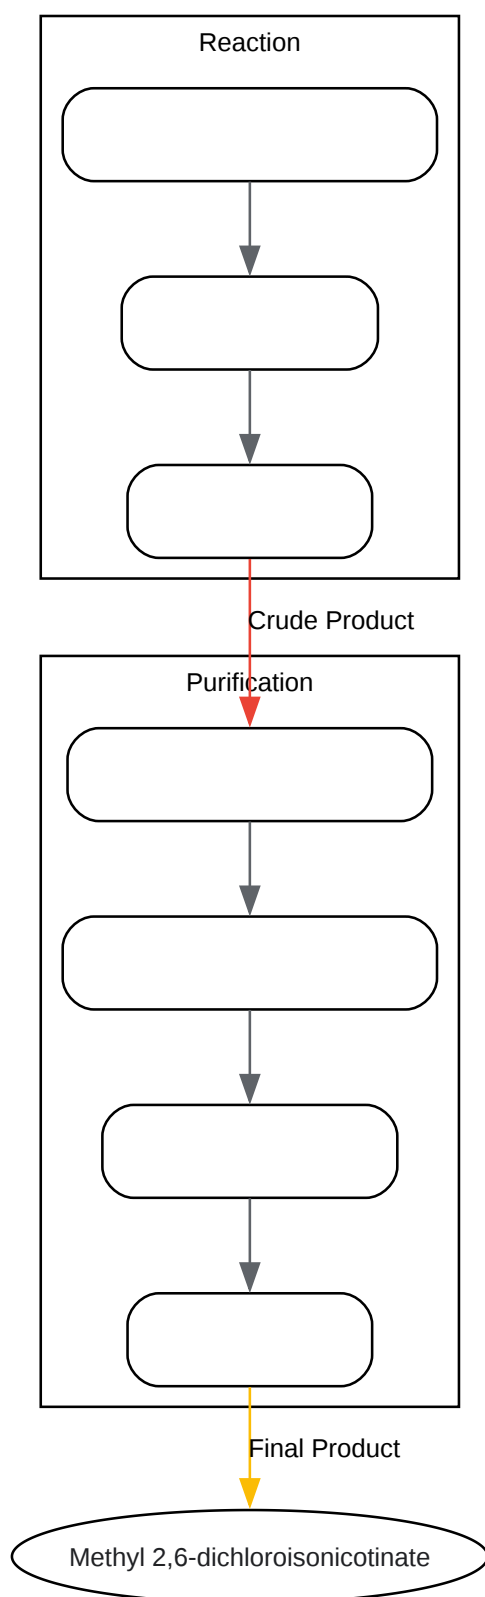 Reaction
Crude Product
Purification
Final Product
Methyl 2,6-dichloroisonicotinate